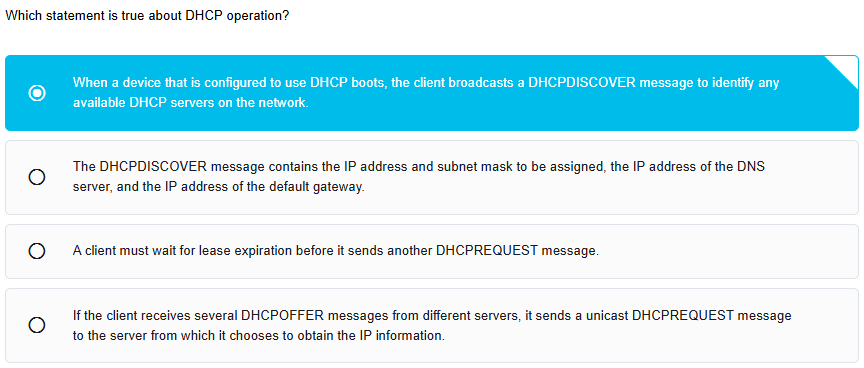 Which statement is true about DHCP operation?
When a device that is configured to use DHCP boots, the client broadcasts a DHCPDISCOVER message to identify any
available DHCP servers on the network.
The DHCPDISCOVER message contains the IP address and subnet mask to be assigned, the IP address of the DNS
server, and the IP address of the default gateway.
A client must wait for lease expiration before it sends another DHCPREQUEST message.
If the client receives several DHCPOFFER messages from different servers, it sends a unicast DHCPREQUEST message
to the server from which it chooses to obtain the IP information.